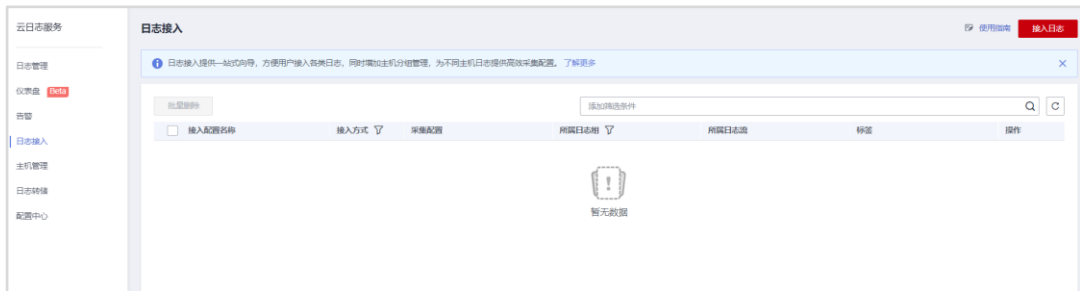 云日志服务
日志管理
仪表盘 Beta
告警
日志接入
主机管理
日志转储
配置中心
日志接入
使用指南
接入日志
日志接入提供一站式向导，方便用户接入各类日志，同时增加主机分组管理，为不同主机日志提供高效采集配置。 了解更多
批量删除
添加筛选条件
接入配置名称 接入方式 采集配置 所属日志组 所属日志流 标签 操作
暂无数据